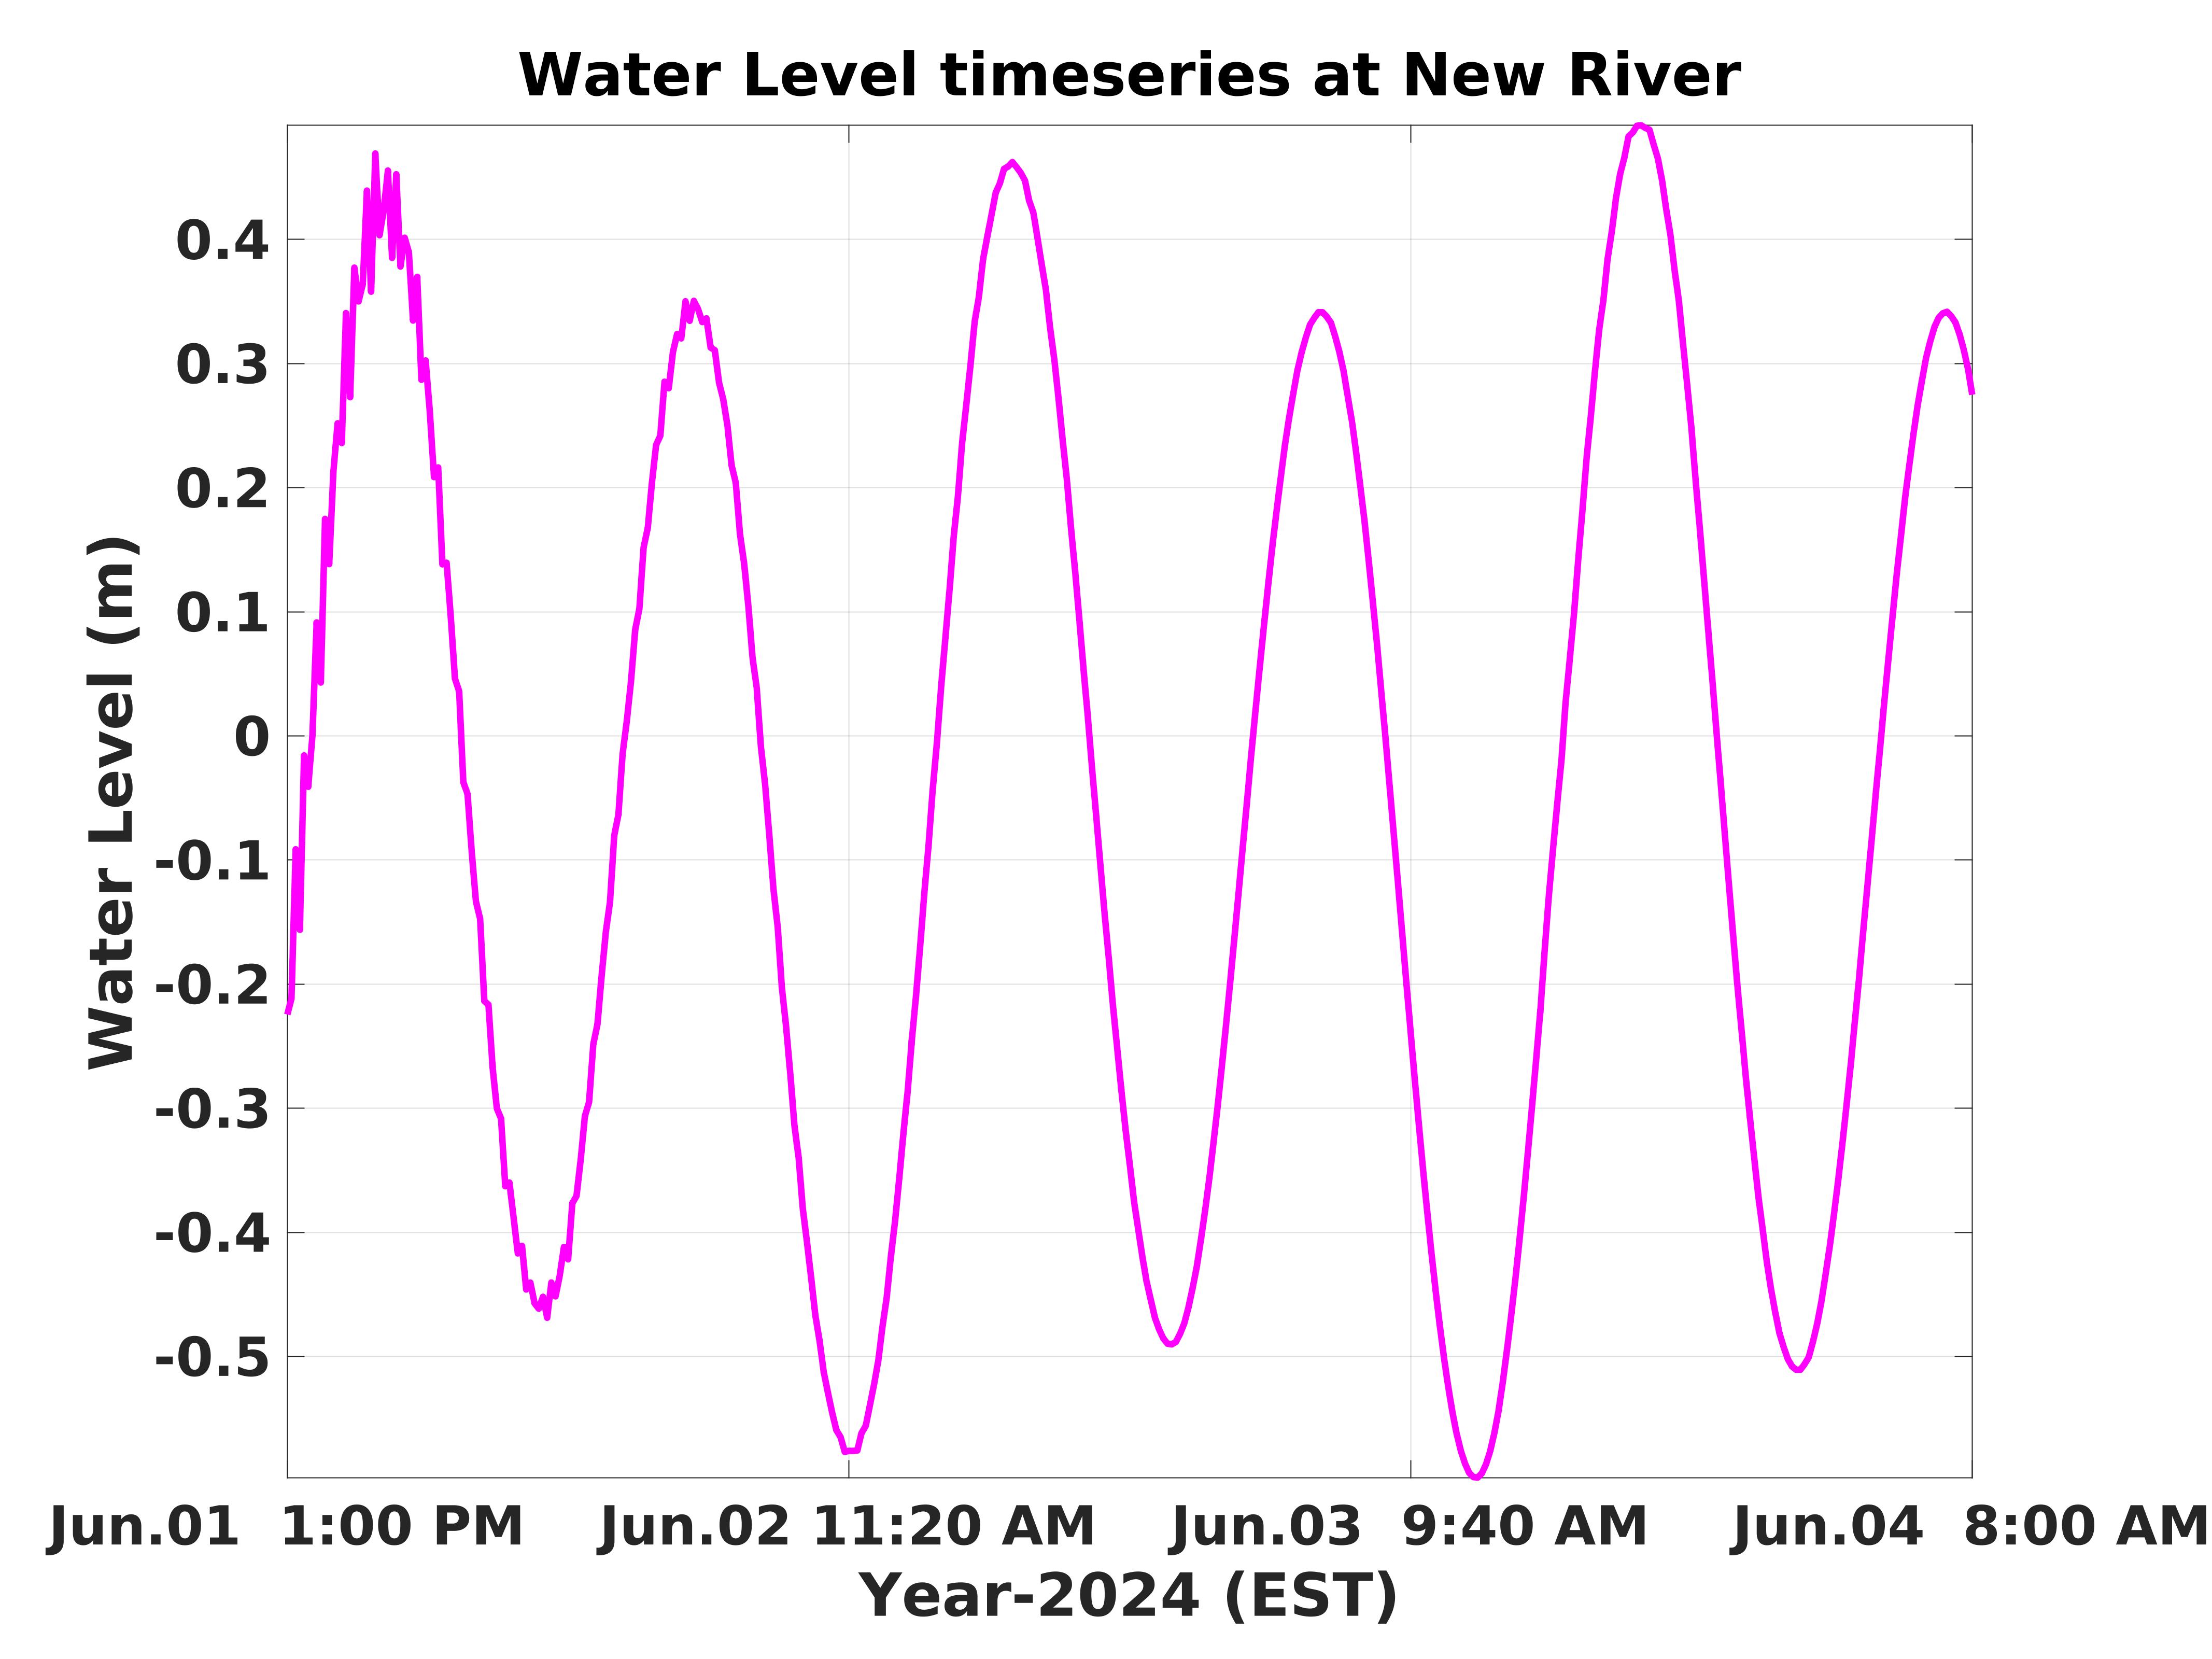 Water Level timeseries at New River
Water Level (m)
0.4
0.3
0.2
0.1
0
-0.1
-0.2
-0.3
-0.4
-0.5
Jun.01 1:00 PM
Jun.02 11:20 AM
Jun.03 9:40 AM
Jun.04 8:00 AM
Year-2024 (EST)